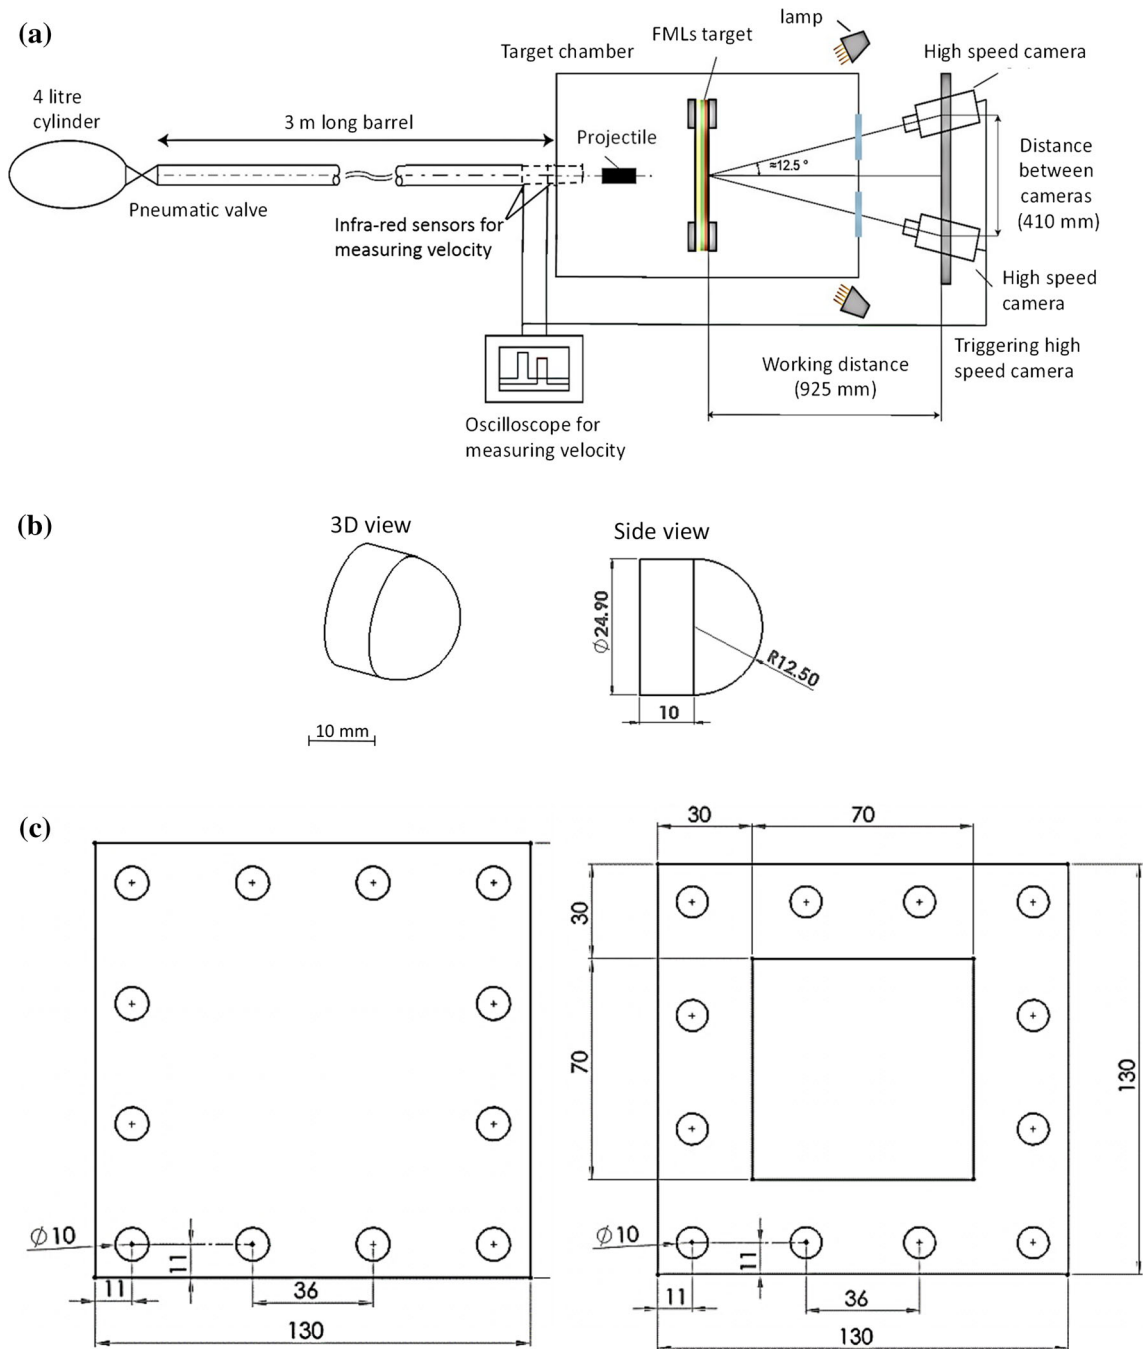 (a)
lamp
FMLs target
Target chamber
High speed camera
4 litre
cylinder
3 m long barrel
Projectile
≈12.5 °
Distance
between
cameras
(410 mm)
Pneumatic valve
Infra-red sensors for
measuring velocity
High speed
camera
Working distance
(925 mm)
Triggering high
speed camera
Oscilloscope for
measuring velocity
(b)
3D view
Side view
∅24.90
R12.50
10
10 mm
(c)
30
70
30
70
130
∅10
11
11
36
130
∅10
11
11
36
130